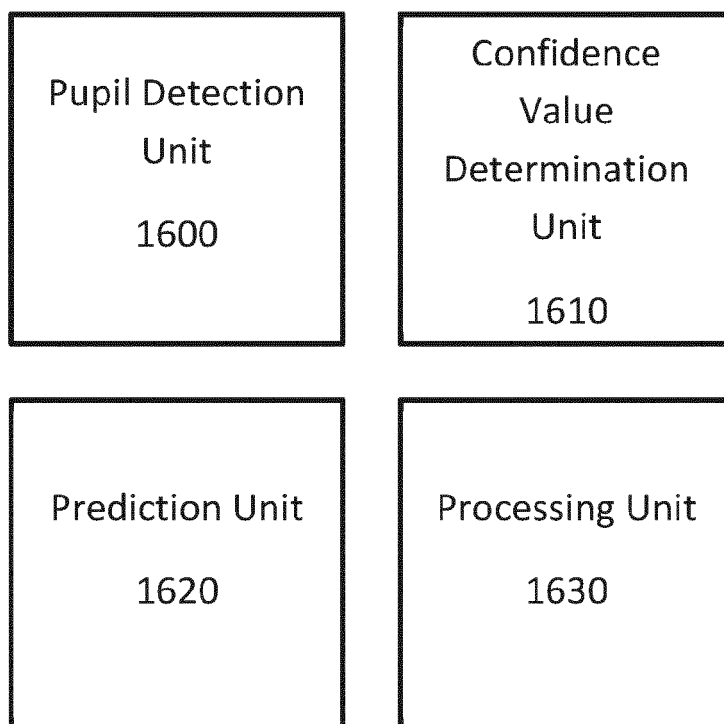 Pupil Detection
Unit
1600
Confidence
Value
Determination
Unit
1610
Prediction Unit
1620
Processing Unit
1630